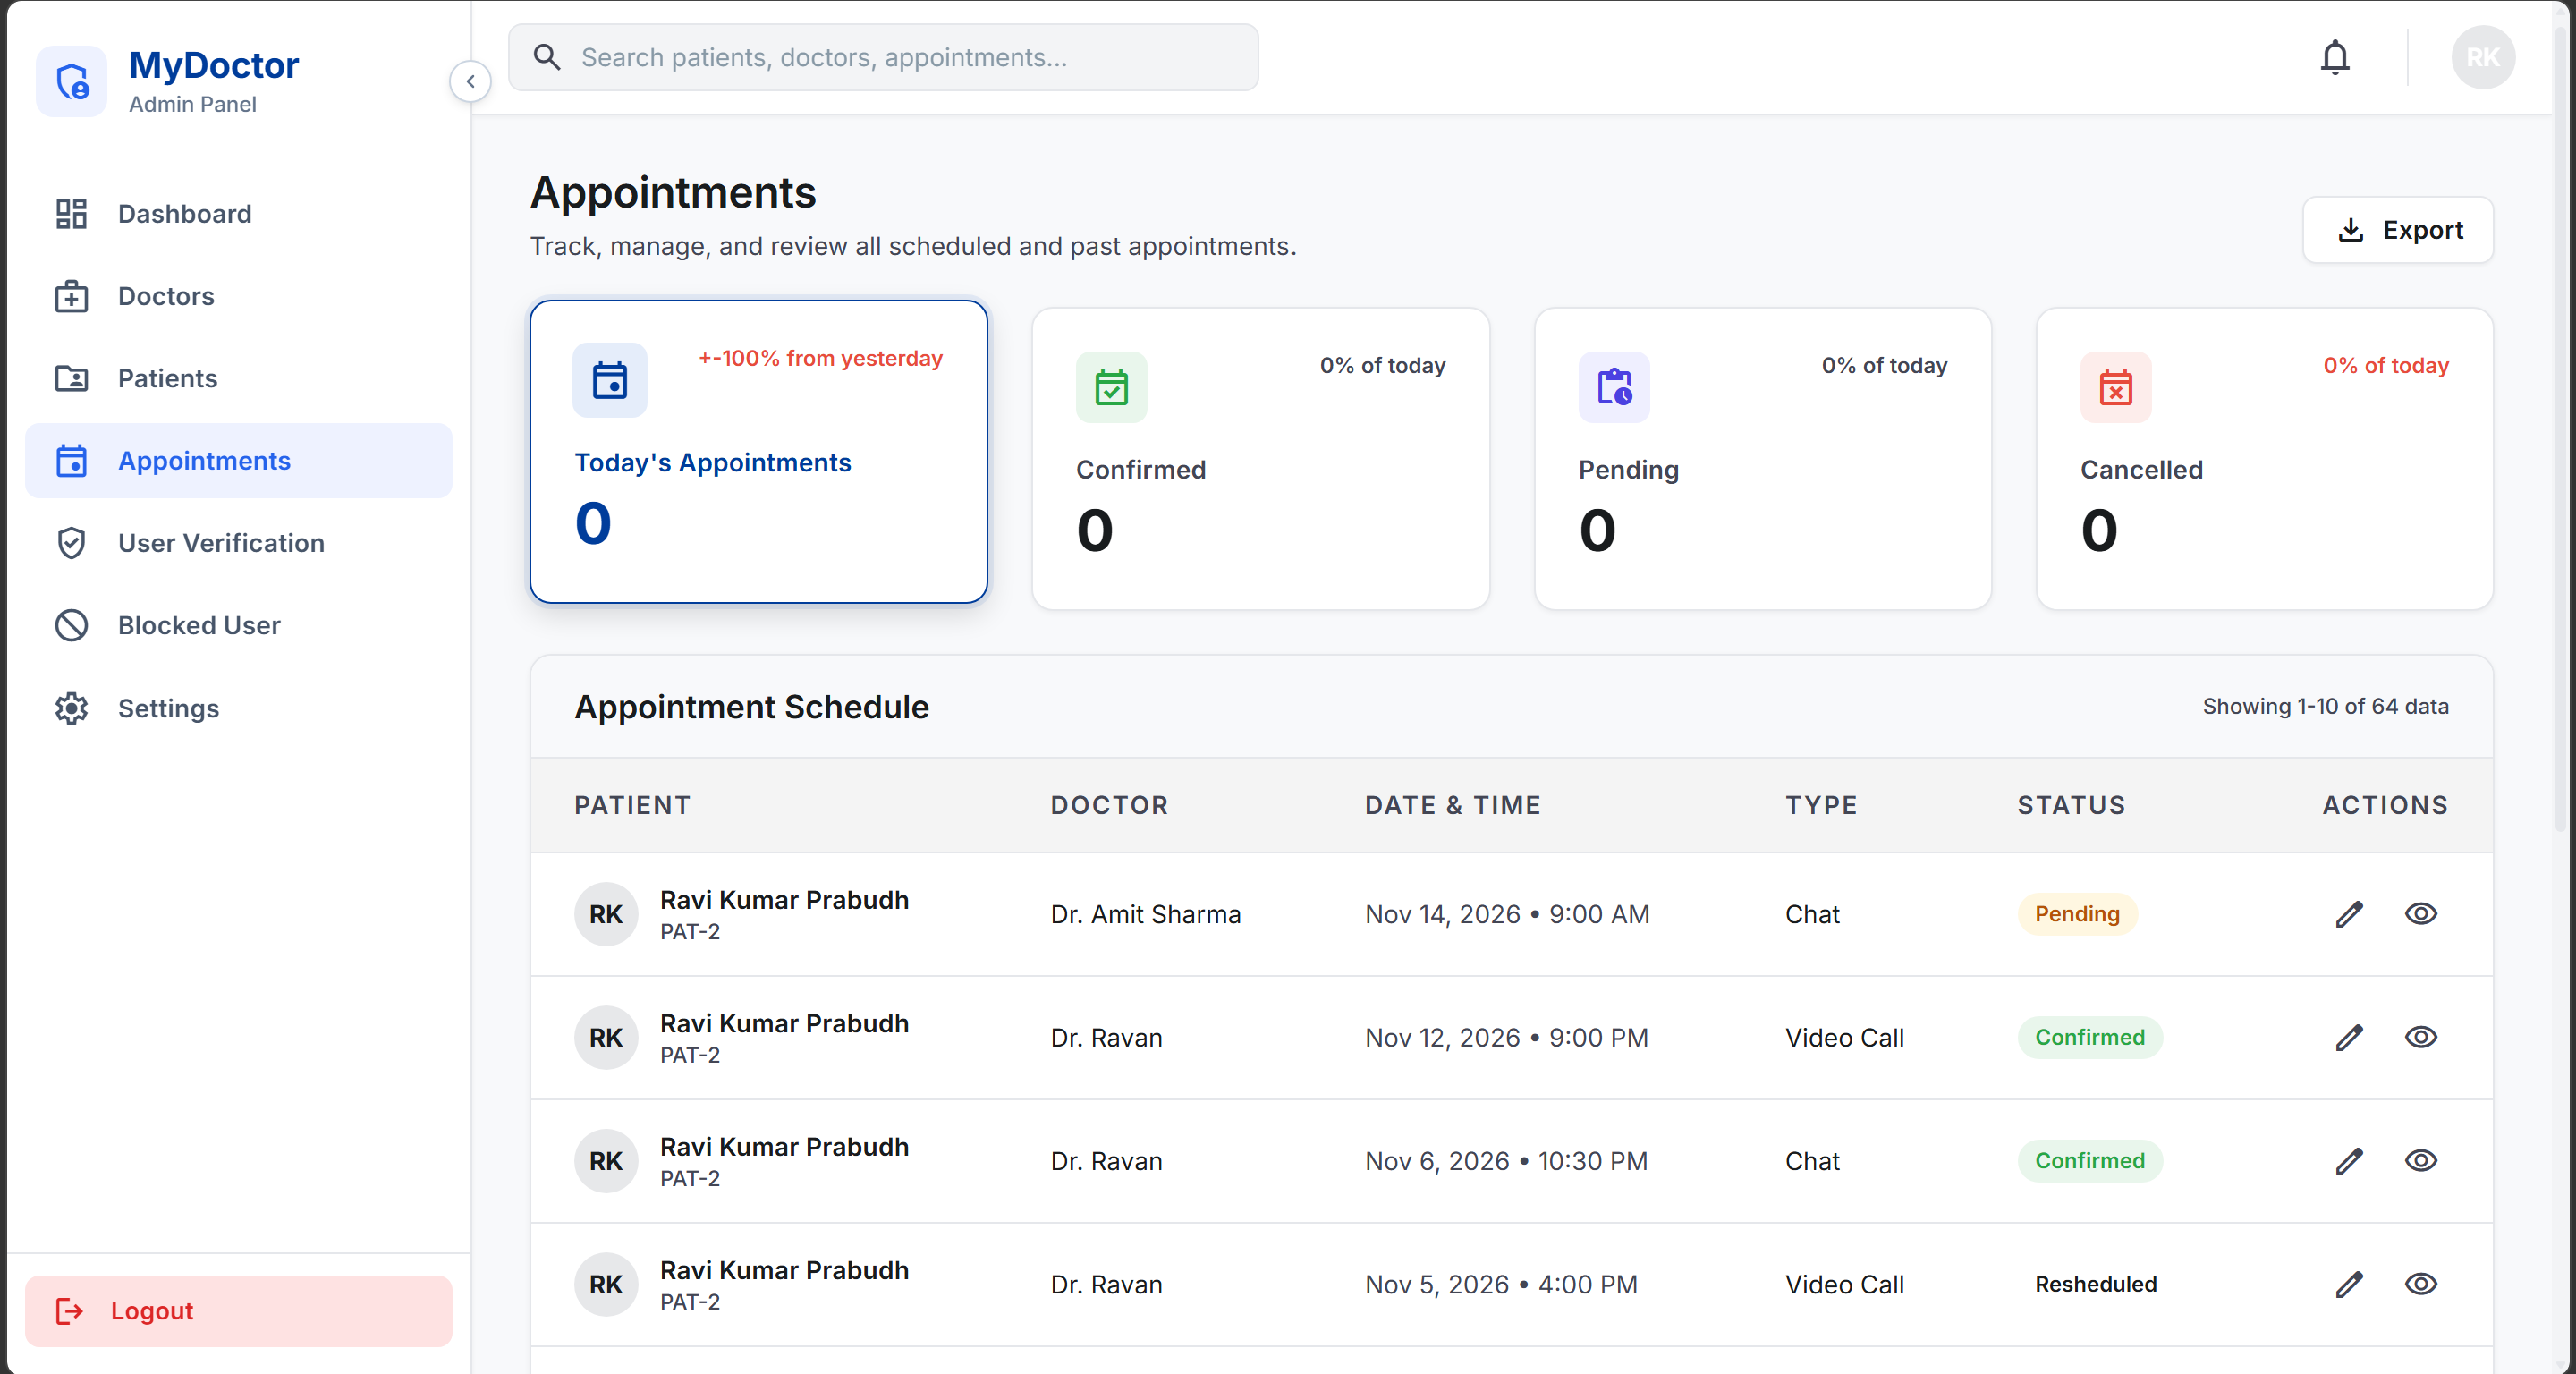 MyDoctor
Admin Panel
Search patients, doctors, appointments...
RK
Dashboard
Doctors
Patients
Appointments
User Verification
Blocked User
Settings
Logout
Appointments
Track, manage, and review all scheduled and past appointments.
Export
+-100% from yesterday
Today's Appointments
0
0% of today
Confirmed
0
0% of today
Pending
0
0% of today
Cancelled
0
Appointment Schedule
Showing 1-10 of 64 data
PATIENT DOCTOR DATE & TIME TYPE STATUS ACTIONS
RK Ravi Kumar Prabudh Dr. Amit Sharma Nov 14, 2026 • 9:00 AM Chat Pending
PAT-2
RK Ravi Kumar Prabudh Dr. Ravan Nov 12, 2026 • 9:00 PM Video Call Confirmed
PAT-2
RK Ravi Kumar Prabudh Dr. Ravan Nov 6, 2026 • 10:30 PM Chat Confirmed
PAT-2
RK Ravi Kumar Prabudh Dr. Ravan Nov 5, 2026 • 4:00 PM Video Call Resheduled
PAT-2